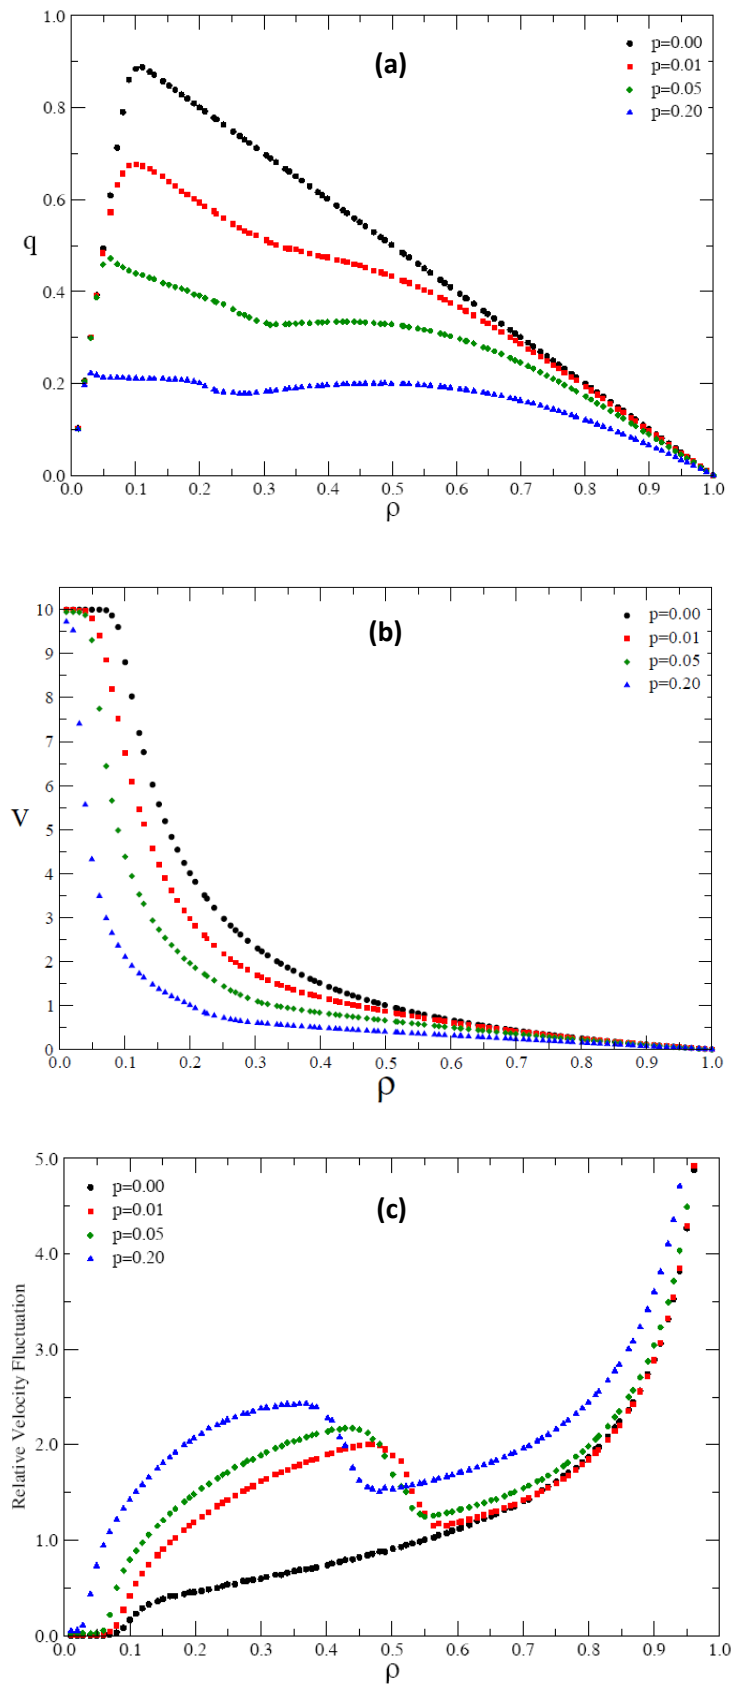 (a)
p=0.00
p=0.01
p=0.05
p=0.20
1.0
0.8
0.6
0.4
0.2
0.0
q
0.0 0.1 0.2 0.3 0.4 0.5 0.6 0.7 0.8 0.9 1.0
ρ
(b)
p=0.00
p=0.01
p=0.05
p=0.20
10
9
8
7
6
5
4
3
2
1
0
V
0.0 0.1 0.2 0.3 0.4 0.5 0.6 0.7 0.8 0.9 1.0
ρ
(c)
p=0.00
p=0.01
p=0.05
p=0.20
5.0
4.0
3.0
2.0
1.0
0.0
Relative Velocity Fluctuation
0.0 0.1 0.2 0.3 0.4 0.5 0.6 0.7 0.8 0.9 1.0
ρ